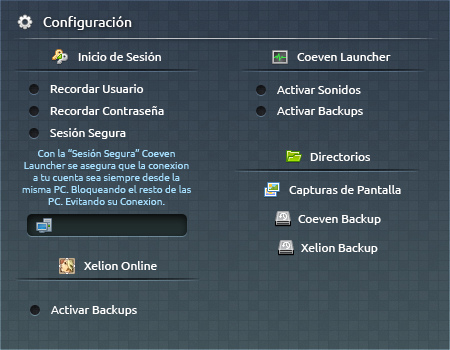 Configuración
Inicio de Sesión
Recordar Usuario
Recordar Contraseña
Sesión Segura
Con la “Sesión Segura” Coeven
Launcher se asegura que la conexion
a tu cuenta sea siempre desde la
misma PC. Bloqueando el resto de las
PC. Evitando su Conexion.
Xelion Online
Activar Backups
Coeven Launcher
Activar Sonidos
Activar Backups
Directorios
Capturas de Pantalla
Coeven Backup
Xelion Backup